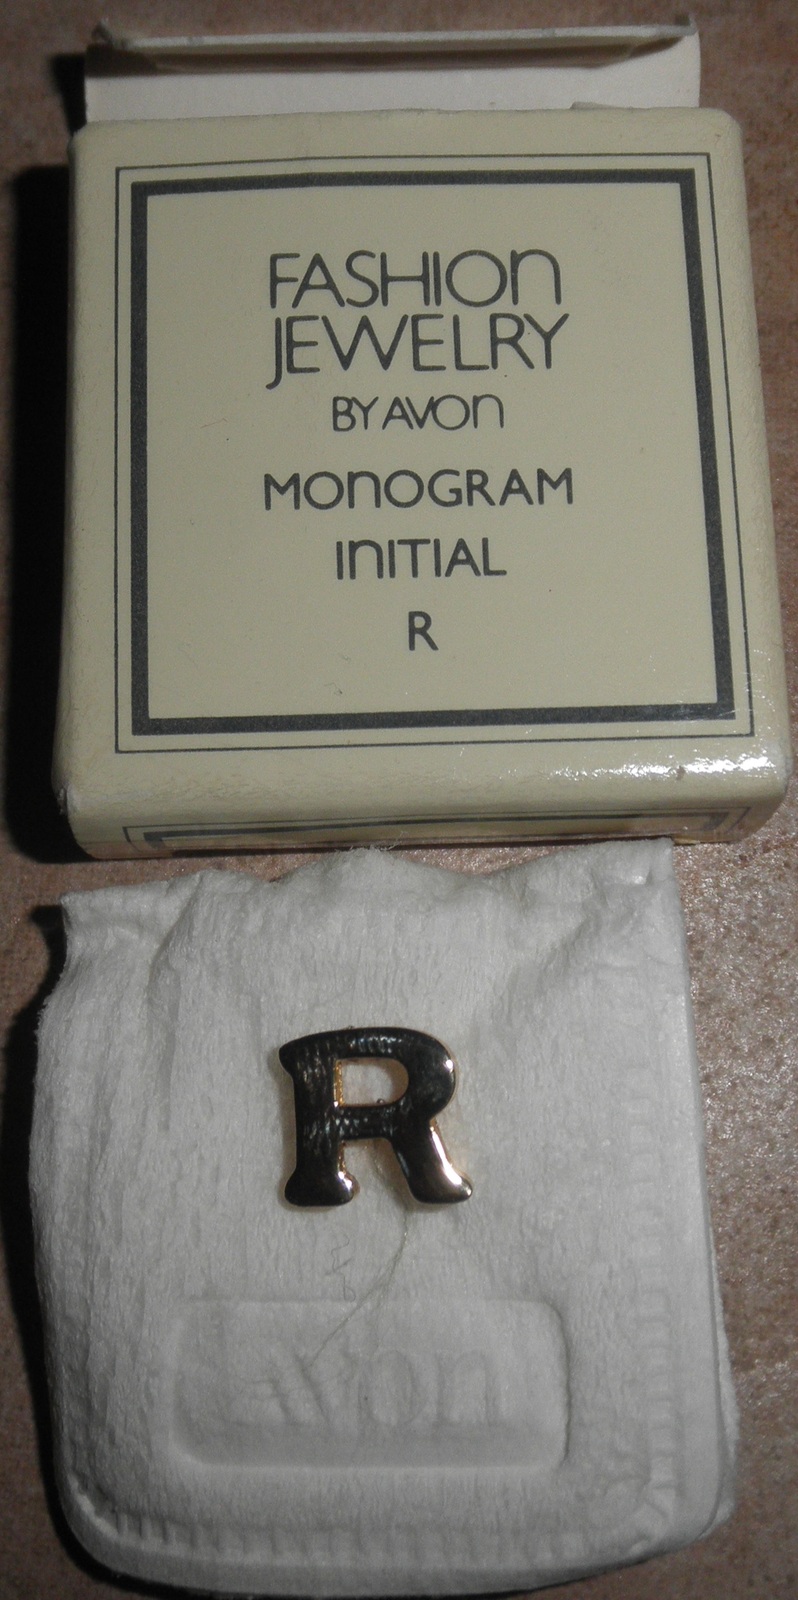 FASHION
JEWELRY
BY AVON
MONOGRAM
INITIAL
R
R
Avon